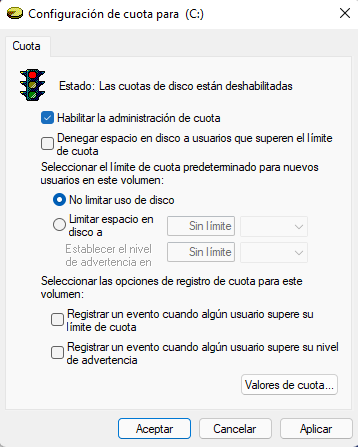 Configuración de cuota para (C:)
Cuota
Estado: Las cuotas de disco están deshabilitadas
Habilitar la administración de cuota
Denegar espacio en disco a usuarios que superen el límite
de cuota
Seleccionar el límite de cuota predeterminado para nuevos
usuarios en este volumen:
No limitar uso de disco
Limitar espacio en
disco a
Sin límite
Establecer el nivel
de advertencia en
Sin límite
Seleccionar las opciones de registro de cuota para este
volumen:
Registrar un evento cuando algún usuario supere su
límite de cuota
Registrar un evento cuando algún usuario supere su nivel
de advertencia
Valores de cuota...
Aceptar
Cancelar
Aplicar